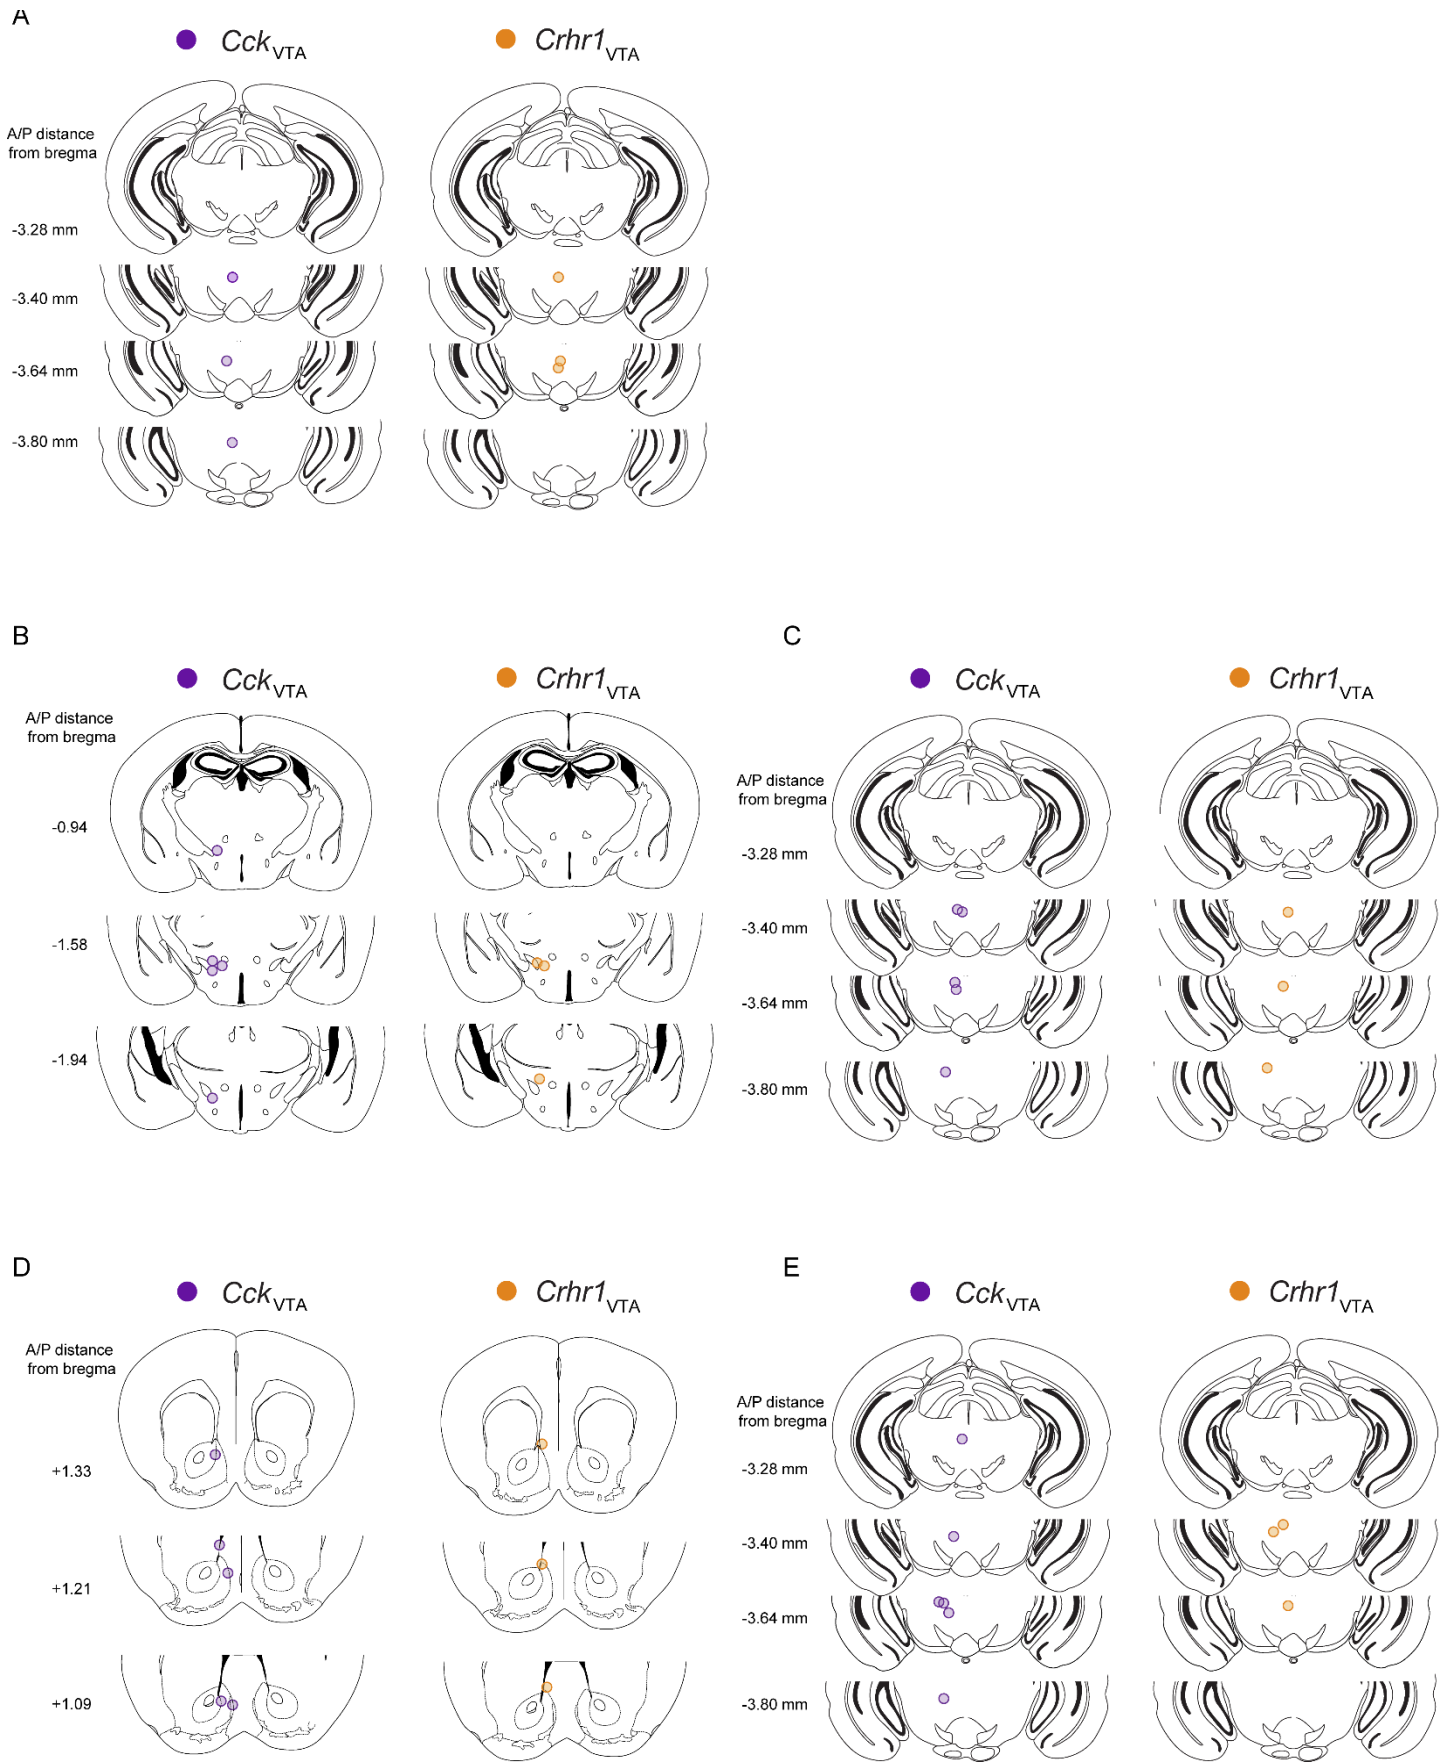 A
Cck VTA
Crhr1 VTA
A/P distance
from bregma
-3.28 mm
-3.40 mm
-3.64 mm
-3.80 mm
B
Cck VTA
Crhr1 VTA
A/P distance
from bregma
-0.94
-1.58
-1.94
C
Cck VTA
Crhr1 VTA
A/P distance
from bregma
-3.28 mm
-3.40 mm
-3.64 mm
-3.80 mm
D
Cck VTA
Crhr1 VTA
A/P distance
from bregma
+1.33
+1.21
+1.09
E
Cck VTA
Crhr1 VTA
A/P distance
from bregma
-3.28 mm
-3.40 mm
-3.64 mm
-3.80 mm